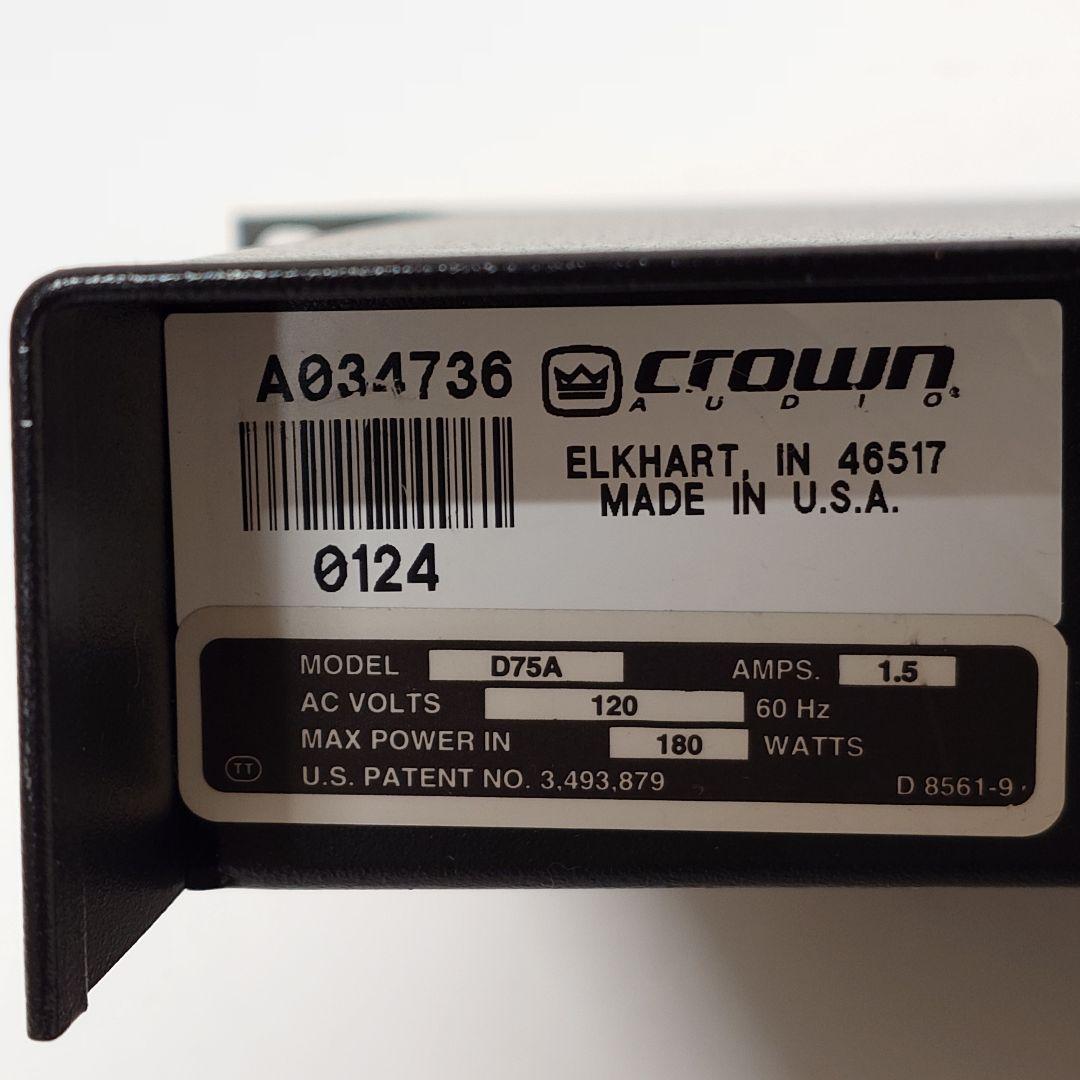 A034736
0124
crown
AUDIO
ELKHART, IN 46517
MADE IN U.S.A.
MODEL D75A AMPS. 1.5
AC VOLTS 120 60 Hz
MAX POWER IN 180 WATTS
TT U.S. PATENT NO. 3,493,879 D 8561-9